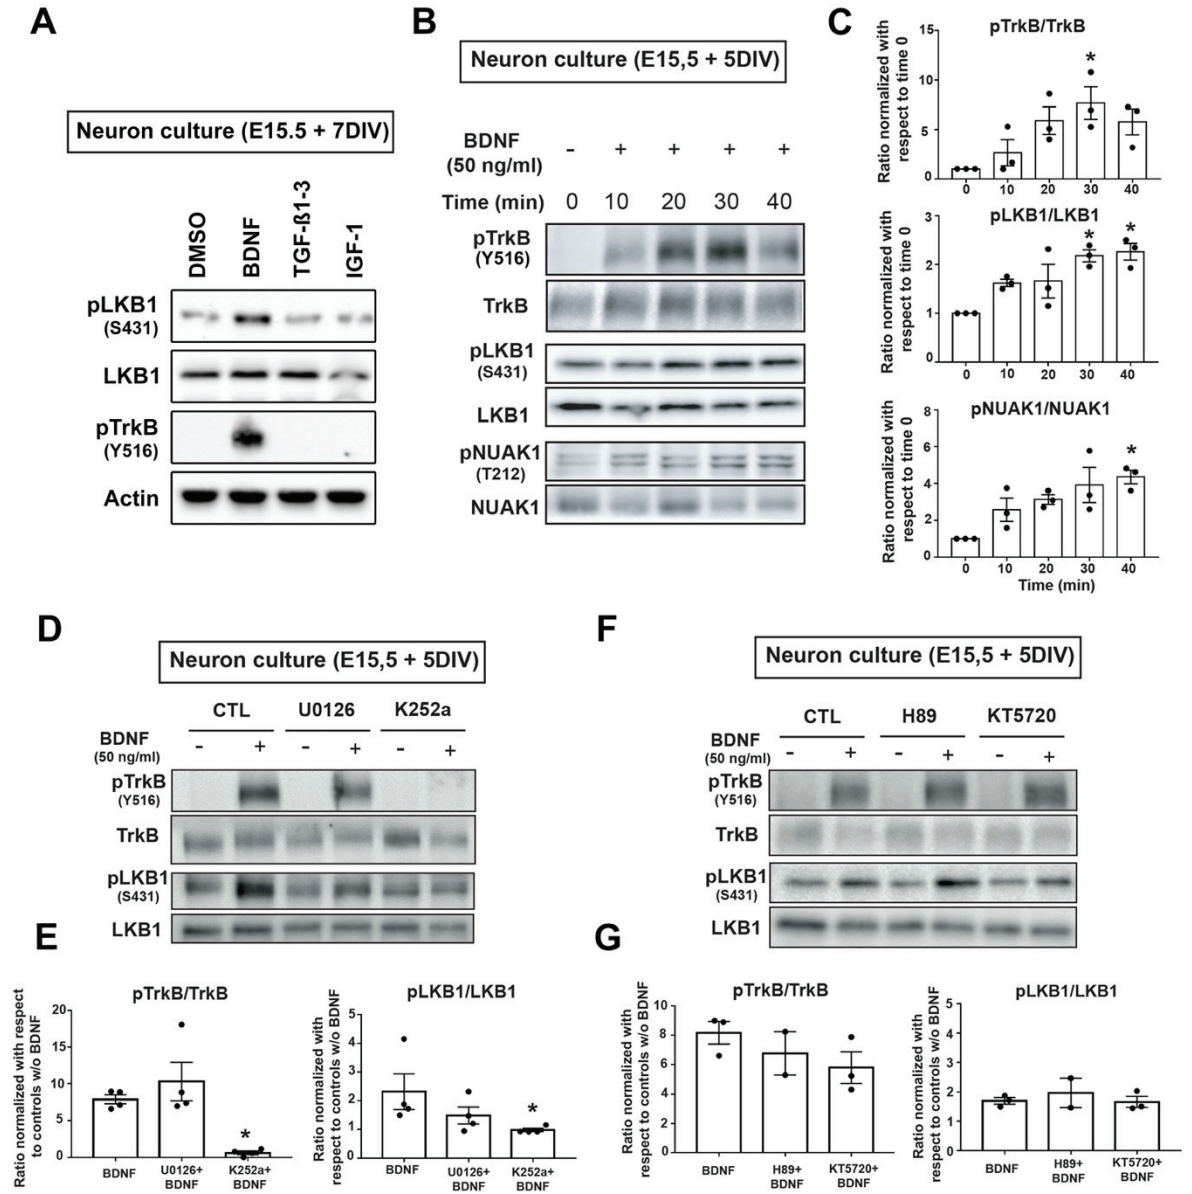 A
Neuron culture (E15.5 + 7DIV)
DMSO
BDNF
TGF-ß1-3
IGF-1
pLKB1
(S431)
LKB1
pTrkB
(Y516)
Actin
B
Neuron culture (E15,5 + 5DIV)
BDNF - + + + +
(50 ng/ml)
Time (min) 0 10 20 30 40
pTrkB
(Y516)
TrkB
pLKB1
(S431)
LKB1
pNUAK1
(T212)
NUAK1
C
pTrkB/TrkB
Ratio normalized with
respect to time 0
15
10
5
0
*
0 10 20 30 40
pLKB1/LKB1
Ratio normalized with
respect to time 0
3
2
1
0
* *
0 10 20 30 40
pNUAK1/NUAK1
Ratio normalized with
respect to time 0
8
6
4
2
0
*
0 10 20 30 40
Time (min)
D
Neuron culture (E15,5 + 5DIV)
CTL U0126 K252a
BDNF - + - + - +
(50 ng/ml)
pTrkB
(Y516)
TrkB
pLKB1
(S431)
LKB1
E
pTrkB/TrkB
Ratio normalized with respect
to controls w/o BDNF
20
15
10
5
0
*
BDNF U0126+ K252a+
BDNF BDNF
pLKB1/LKB1
Ratio normalized with
respect to controls w/o BDNF
5
4
3
2
1
0
*
BDNF U0126+ K252a+
BDNF BDNF
F
Neuron culture (E15,5 + 5DIV)
CTL H89 KT5720
BDNF - + - + - +
(50 ng/ml)
pTrkB
(Y516)
TrkB
pLKB1
(S431)
LKB1
G
pTrkB/TrkB
Ratio normalized with
respect to controls w/o BDNF
10
8
6
4
2
0
BDNF H89+ KT5720+
BDNF BDNF
pLKB1/LKB1
Ratio normalized with
respect to controls w/o BDNF
5
4
3
2
1
0
BDNF H89+ KT5720+
BDNF BDNF